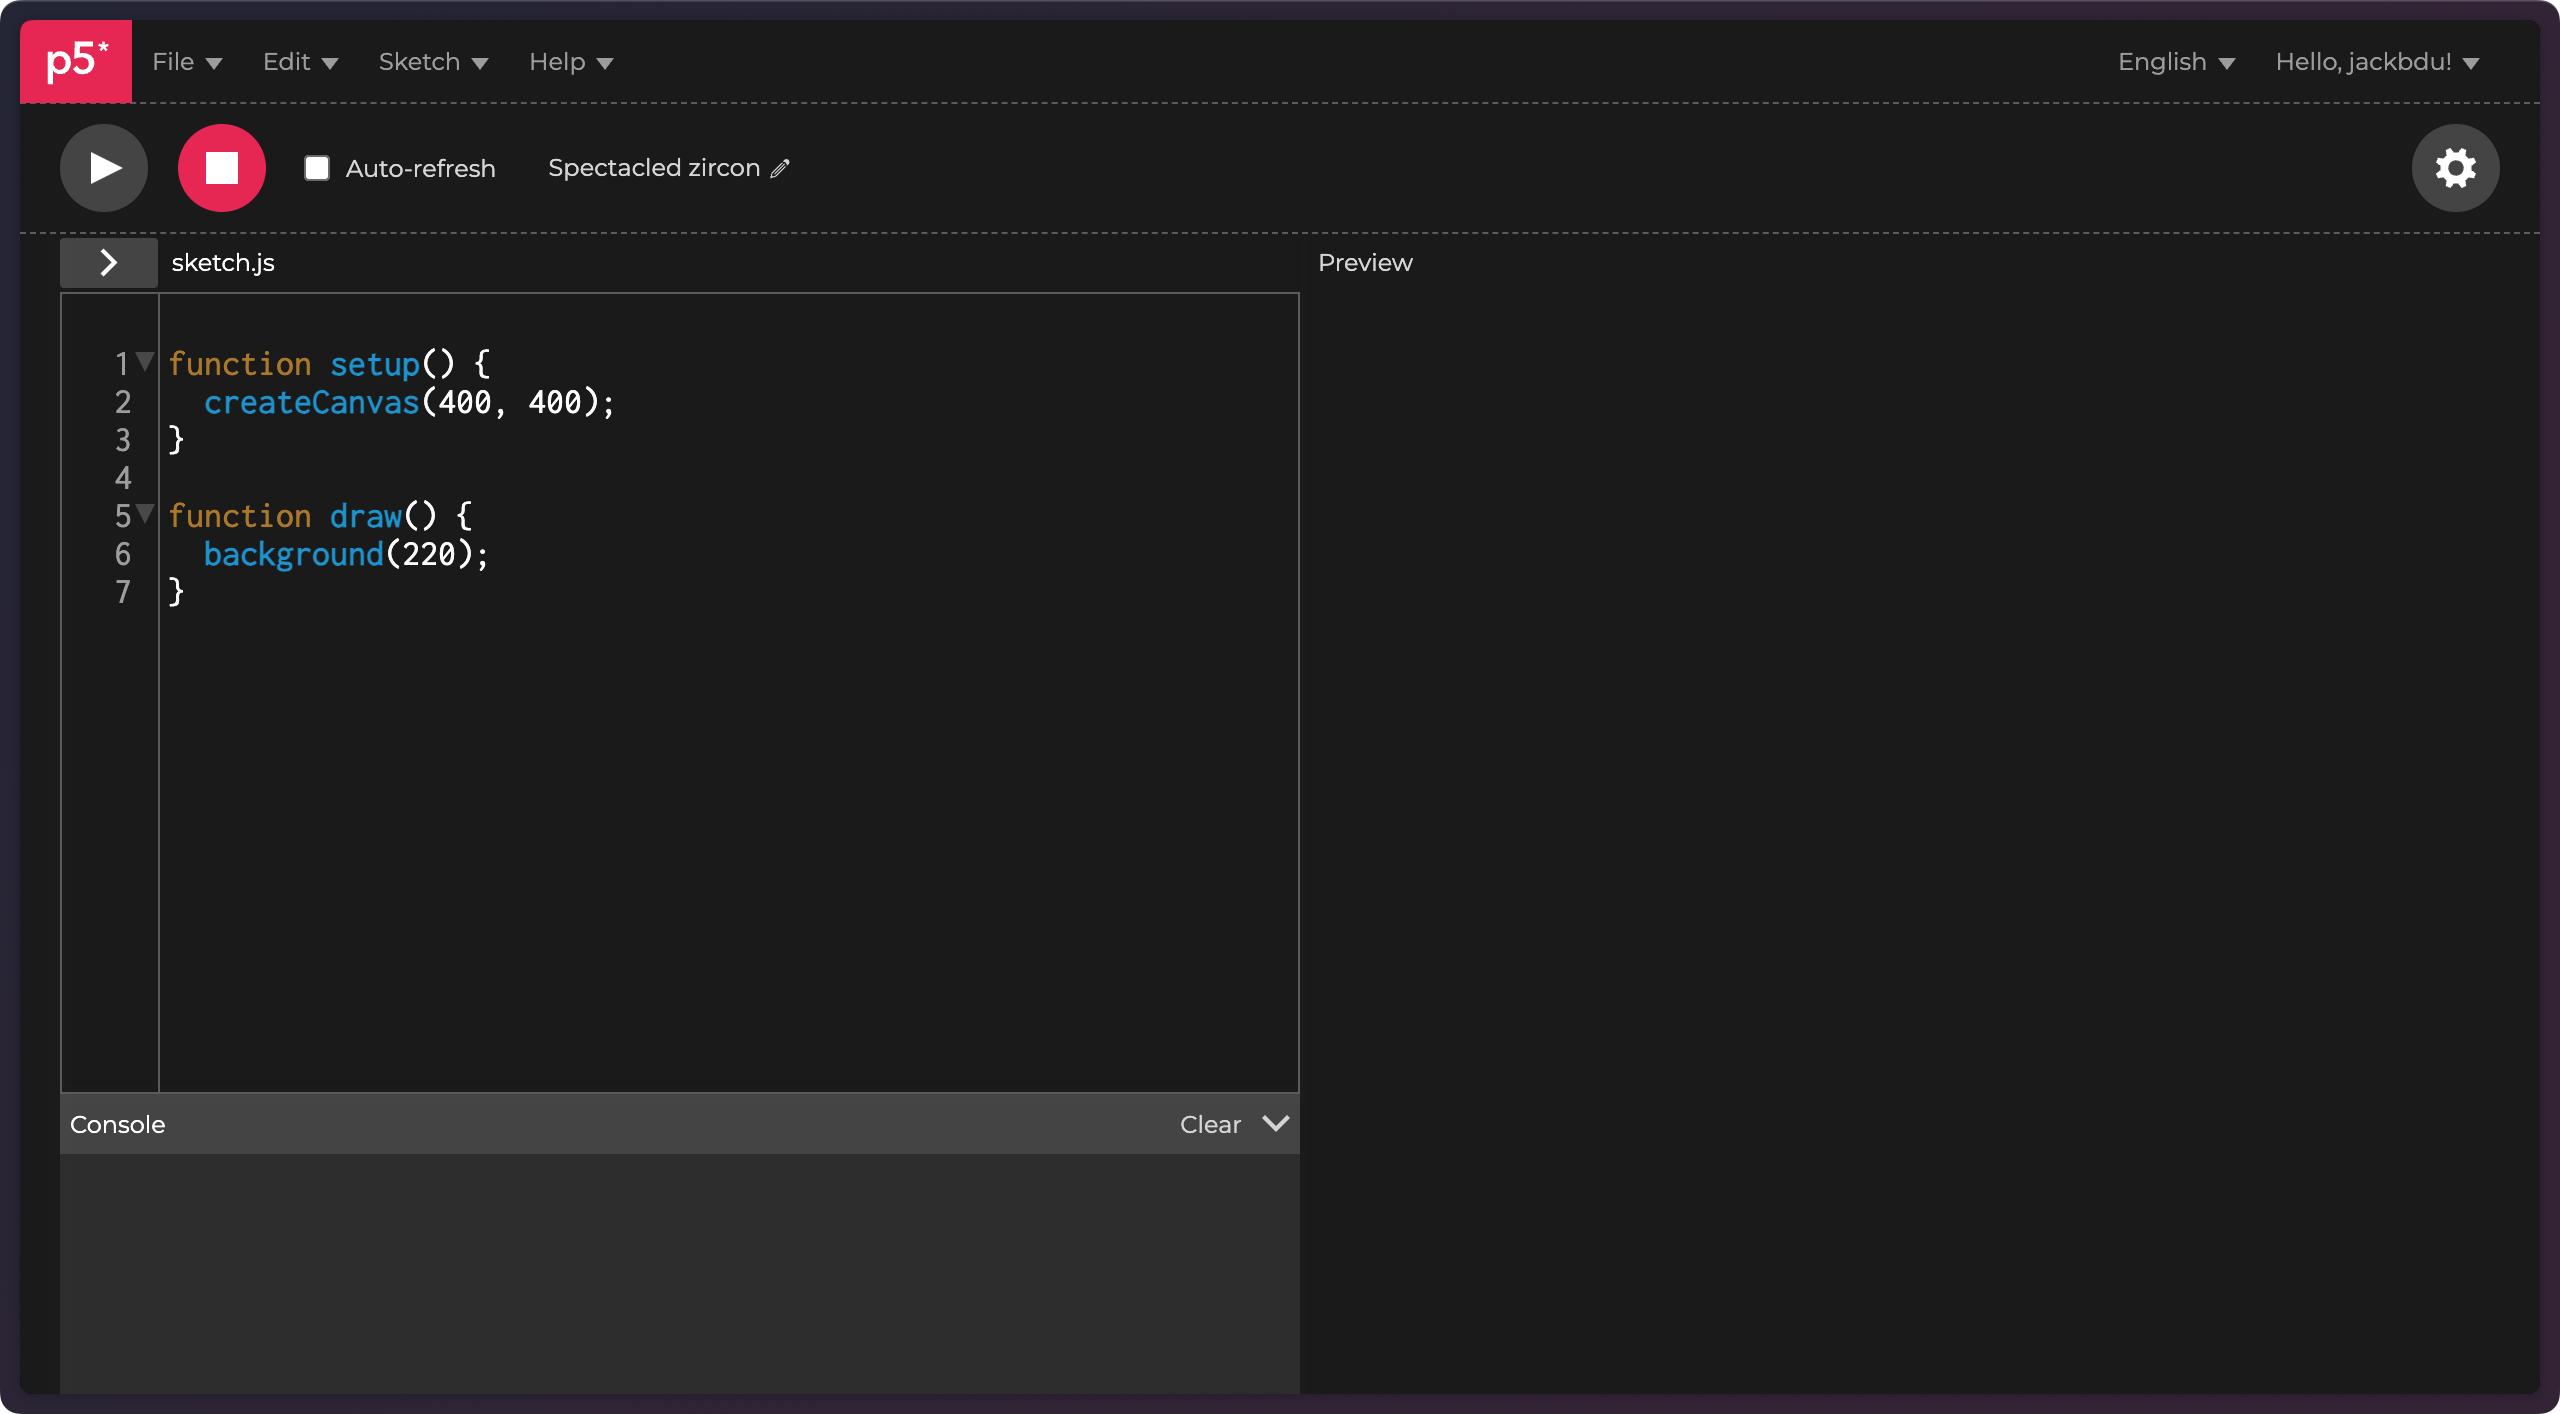 p5*
File Edit Sketch Help English Hello, jackbdu!
Auto-refresh Spectacled zircon
sketch.js
Preview
1 function setup() {
2   createCanvas(400, 400);
3 }
4
5 function draw() {
6   background(220);
7 }
Console Clear